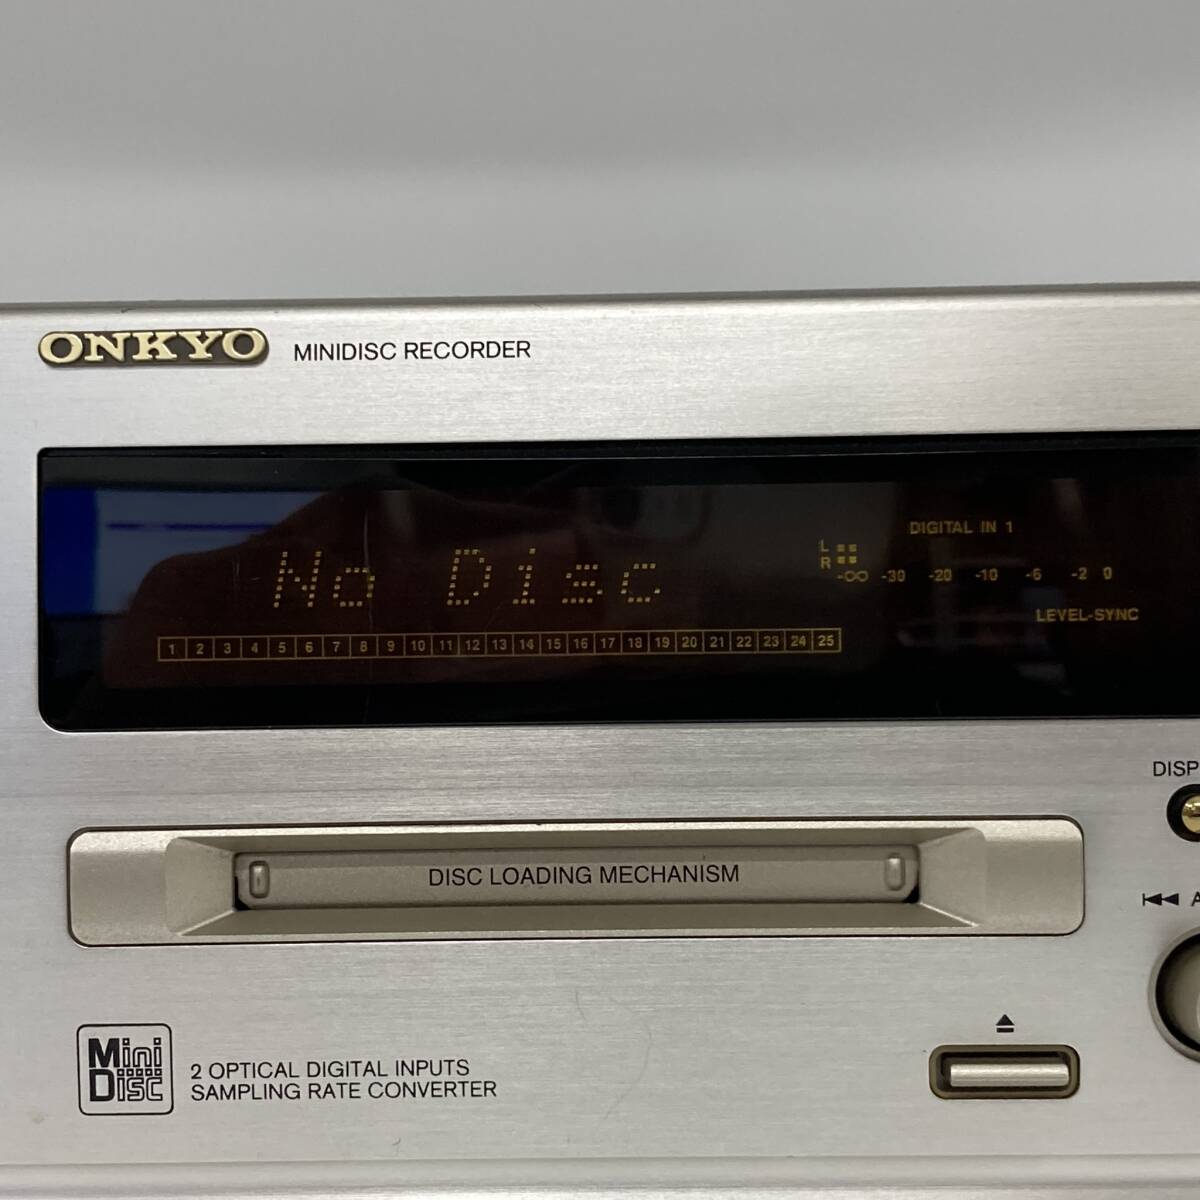 ONKYO MINIDISC RECORDER
No Disc
DIGITAL IN 1
L
R
-∞ -30 -20 -10 -6 -2 0
LEVEL-SYNC
1 2 3 4 5 6 7 8 9 10 11 12 13 14 15 16 17 18 19 20 21 22 23 24 25
DISP
DISC LOADING MECHANISM
A
Mini
Disc
2 OPTICAL DIGITAL INPUTS
SAMPLING RATE CONVERTER